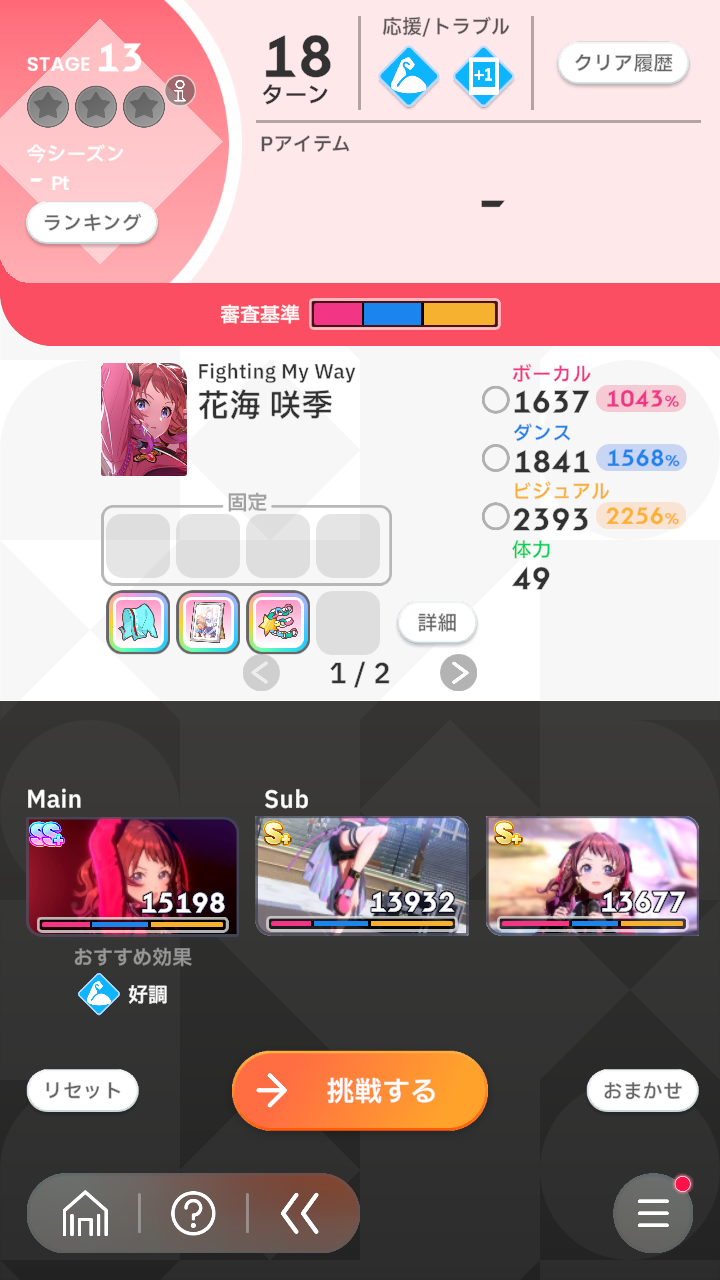 STAGE 13
今シーズン
- Pt
ランキング
18
ターン
応援/トラブル
+1
クリア履歴
Pアイテム
-
審査基準
Fighting My Way
花海 咲季
固定
詳細
1 / 2
ボーカル
1637 1043%
ダンス
1841 1568%
ビジュアル
2393 2256%
体力
49
Main
Sub
SS+
15198
S+
13932
S+
13677
おすすめ効果
好調
リセット
挑戦する
おまかせ
?